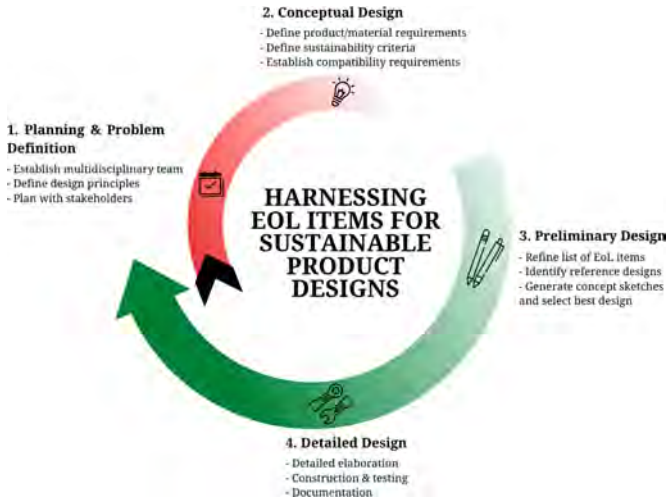 2. Conceptual Design
- Define product/material requirements
- Define sustainability criteria
- Establish compatibility requirements
1. Planning & Problem
Definition
- Establish multidisciplinary team
- Define design principles
- Plan with stakeholders
HARNESSING
EOL ITEMS FOR
SUSTAINABLE
PRODUCT
DESIGNS
3. Preliminary Design
- Refine list of EoL items
- Identify reference designs
- Generate concept sketches
and select best design
4. Detailed Design
- Detailed elaboration
- Construction & testing
- Documentation